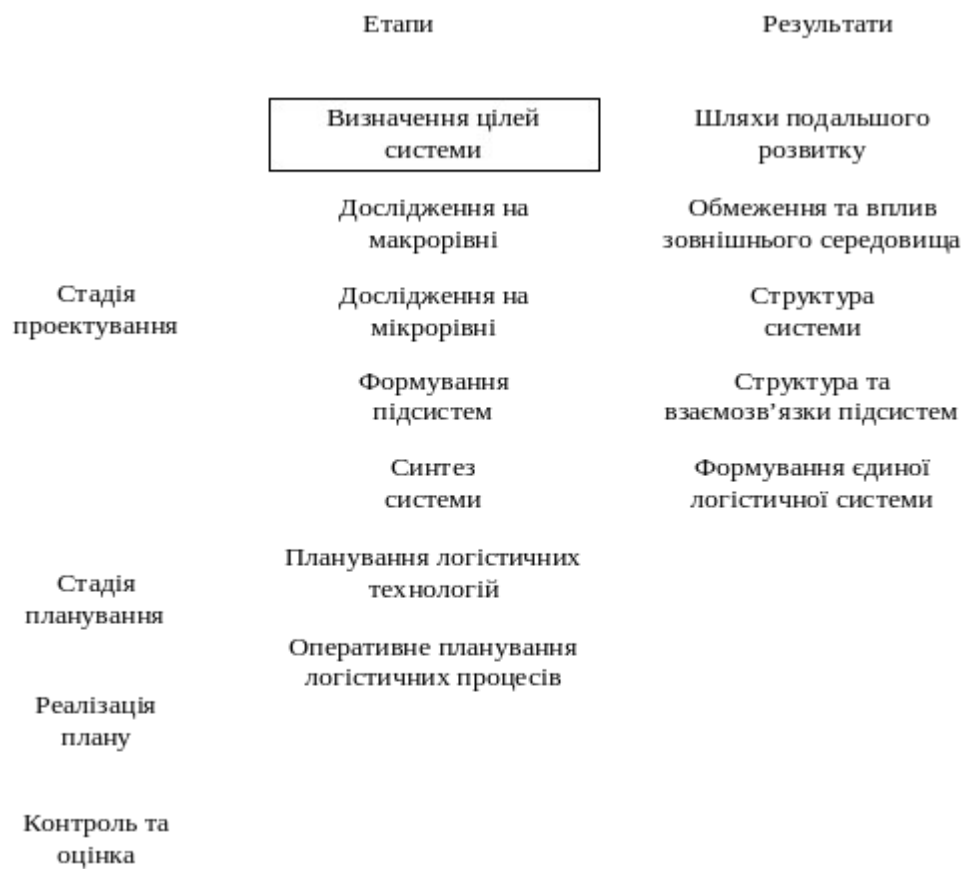 Етапи
Результати
Визначення цілей
системи
Шляхи подальшого
розвитку
Дослідження на
макрорівні
Обмеження та вплив
зовнішнього середовища
Стадія
проектування
Дослідження на
мікрорівні
Структура
системи
Формування
підсистем
Структура та
взаємозв’язки підсистем
Синтез
системи
Формування єдиної
логістичної системи
Стадія
планування
Планування логістичних
технологій
Оперативне планування
логістичних процесів
Реалізація
плану
Контроль та
оцінка